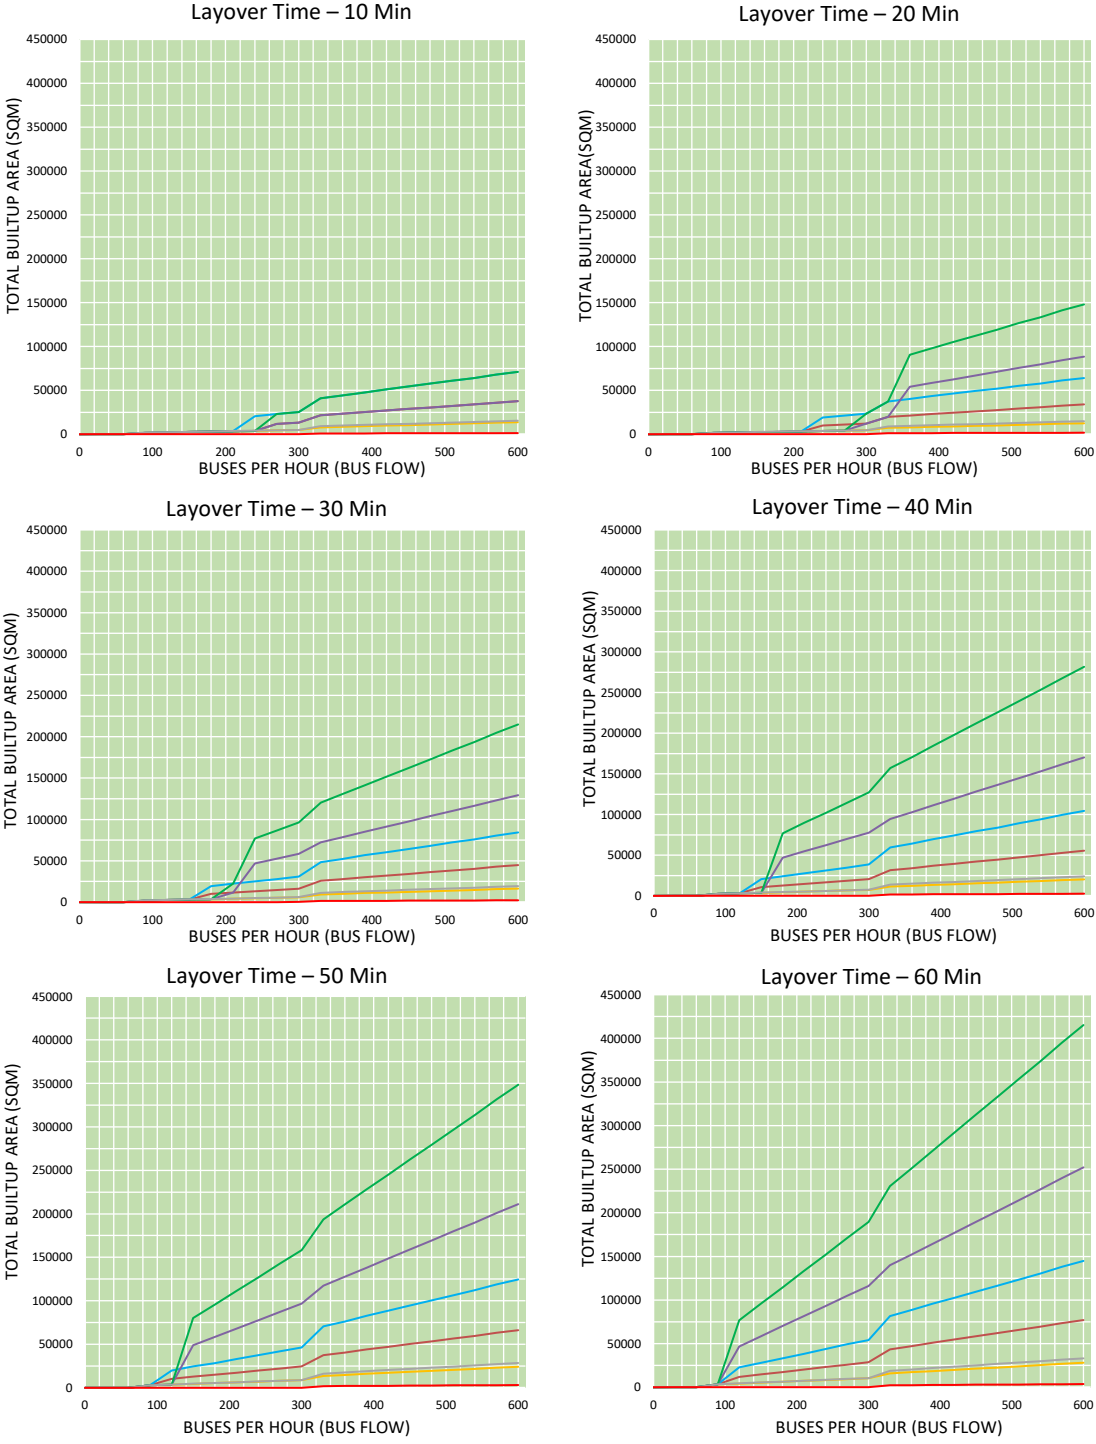 Layover Time – 10 Min
TOTAL BUILTUP AREA (SQM)
450000
400000
350000
300000
250000
200000
150000
100000
50000
0
0 100 200 300 400 500 600
BUSES PER HOUR (BUS FLOW)
Layover Time – 20 Min
TOTAL BUILTUP AREA(SQM)
450000
400000
350000
300000
250000
200000
150000
100000
50000
0
0 100 200 300 400 500 600
BUSES PER HOUR (BUS FLOW)
Layover Time – 30 Min
TOTAL BUILTUP AREA (SQM)
450000
400000
350000
300000
250000
200000
150000
100000
50000
0
0 100 200 300 400 500 600
BUSES PER HOUR (BUS FLOW)
Layover Time – 40 Min
TOTAL BUILTUP AREA (SQM)
450000
400000
350000
300000
250000
200000
150000
100000
50000
0
0 100 200 300 400 500 600
BUSES PER HOUR (BUS FLOW)
Layover Time – 50 Min
TOTAL BUILTUP AREA (SQM)
450000
400000
350000
300000
250000
200000
150000
100000
50000
0
0 100 200 300 400 500 600
BUSES PER HOUR (BUS FLOW)
Layover Time – 60 Min
TOTAL BUILTUP AREA (SQM)
450000
400000
350000
300000
250000
200000
150000
100000
50000
0
0 100 200 300 400 500 600
BUSES PER HOUR (BUS FLOW)